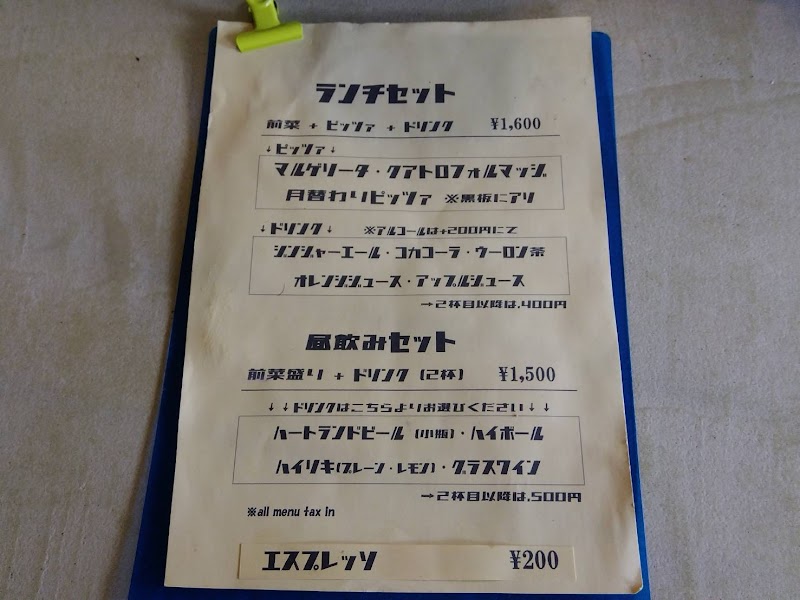 ランチセット
前菜 + ピッツァ + ドリンク ¥1,600
↓ピッツァ↓
マルゲリータ・クアトロフォルマッジ
月替わりピッツァ ※黒板にアリ
↓ドリンク↓ ※アルコールは+200円にて
ジンジャーエール・コカコーラ・ウーロン茶
オレンジジュース・アップルジュース
→2杯目以降は,400円
昼飲みセット
前菜盛り + ドリンク (2杯) ¥1,500
↓↓ドリンクはこちらよりお選びください↓↓
ハートランドビール (小瓶)・ハイボール
ハイリキ(プレーン・レモン)・グラスワイン
→2杯目以降は,500円
※all menu tax in
エスプレッソ ¥200